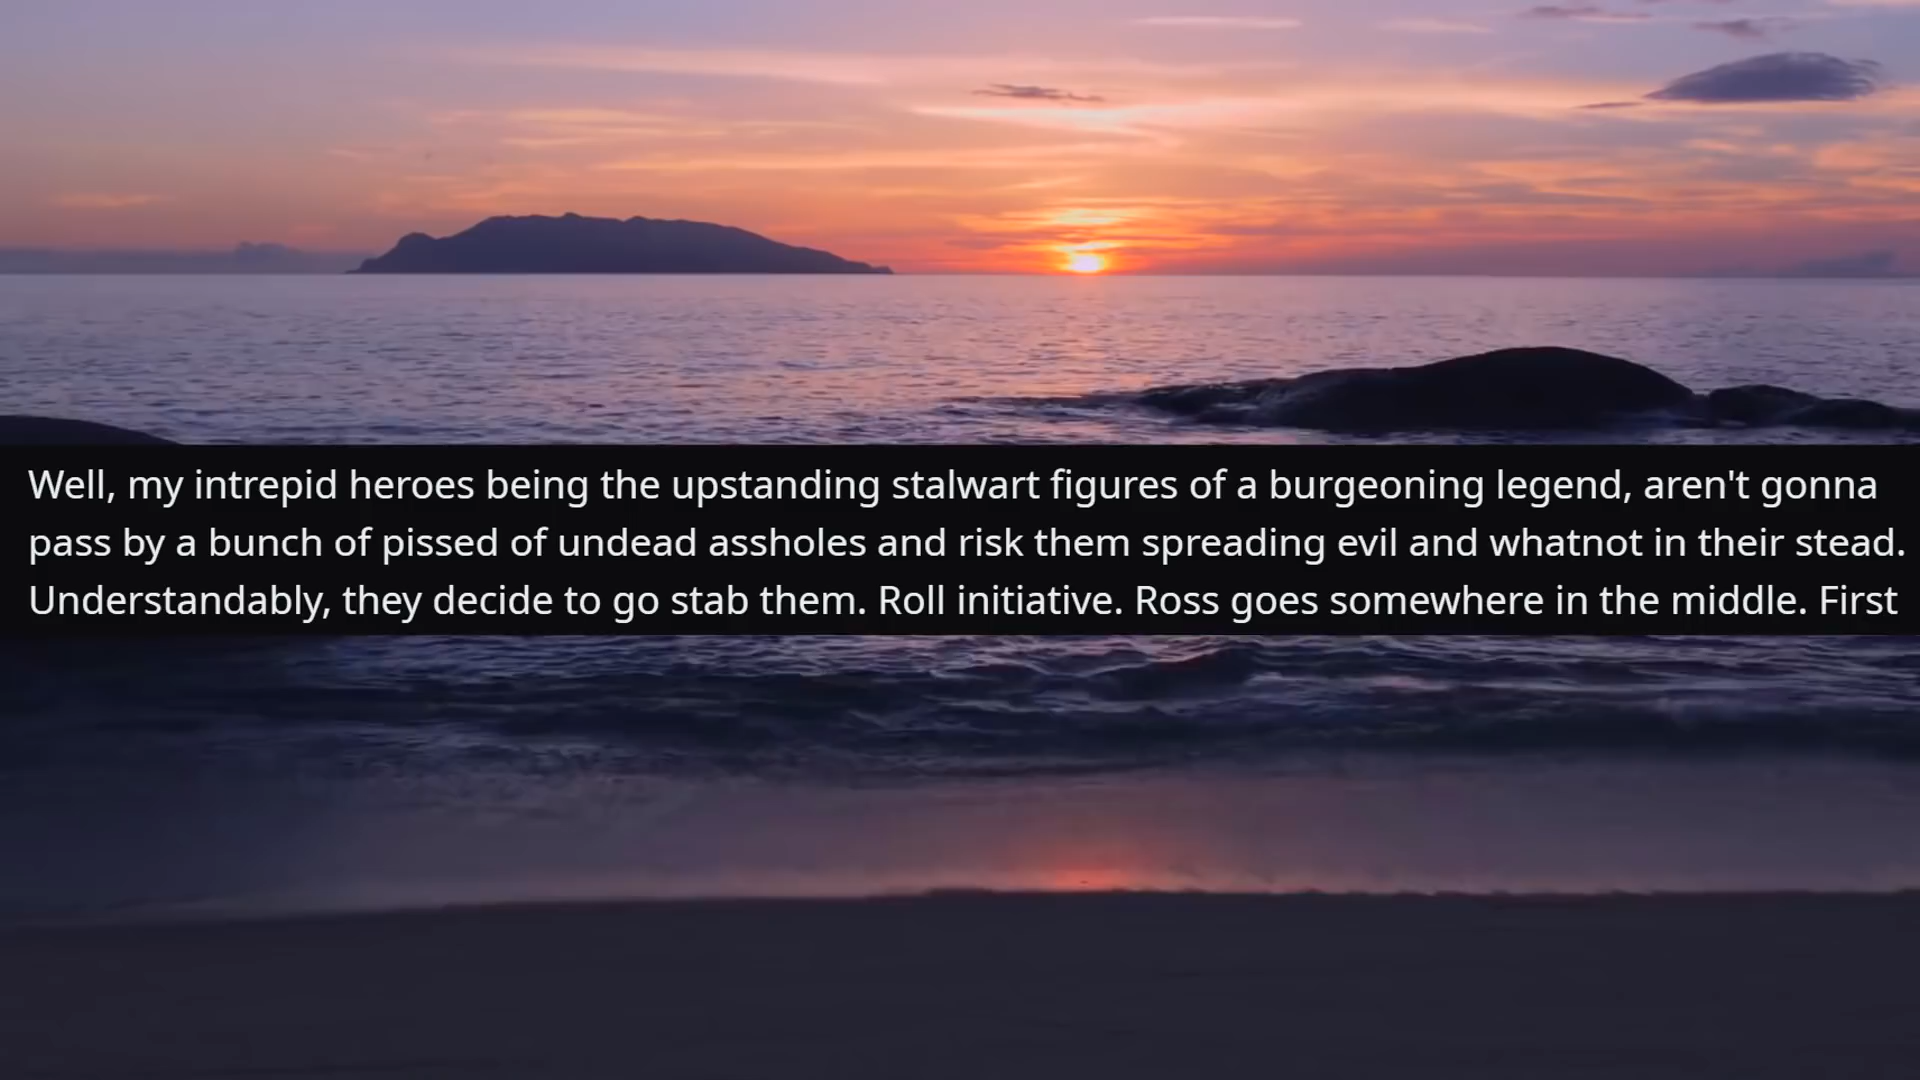 Well, my intrepid heroes being the upstanding stalwart figures of a burgeoning legend, aren't gonna
pass by a bunch of pissed of undead assholes and risk them spreading evil and whatnot in their stead.
Understandably, they decide to go stab them. Roll initiative. Ross goes somewhere in the middle. First